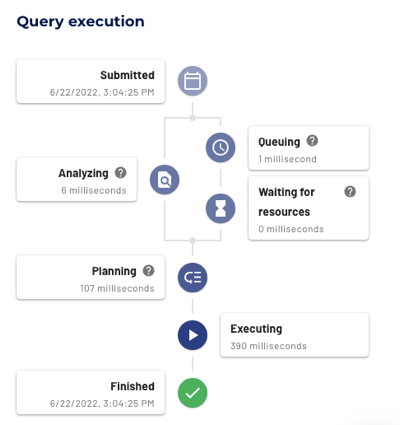 Query execution
Submitted
6/22/2022, 3:04:25 PM
Queuing
1 millisecond
Analyzing
6 milliseconds
Waiting for
resources
0 milliseconds
Planning
107 milliseconds
Executing
390 milliseconds
Finished
6/22/2022, 3:04:25 PM